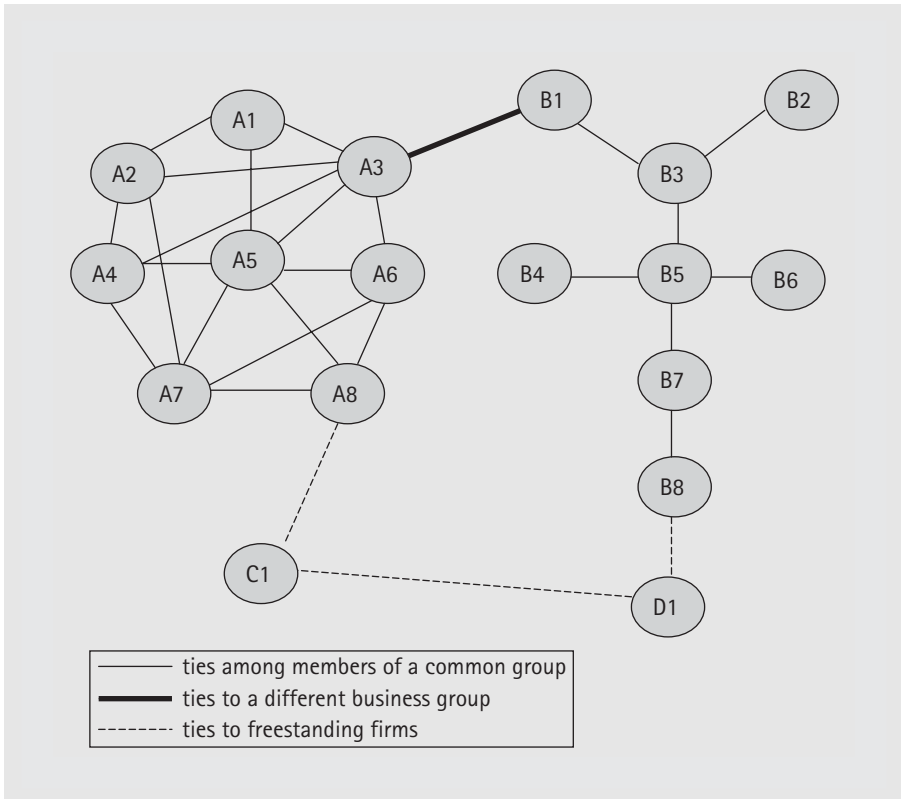 A1
B1
B2
A2
A3
B3
A4
A5
A6
B4
B5
B6
A7
A8
B7
B8
C1
D1
ties among members of a common group
ties to a different business group
ties to freestanding firms